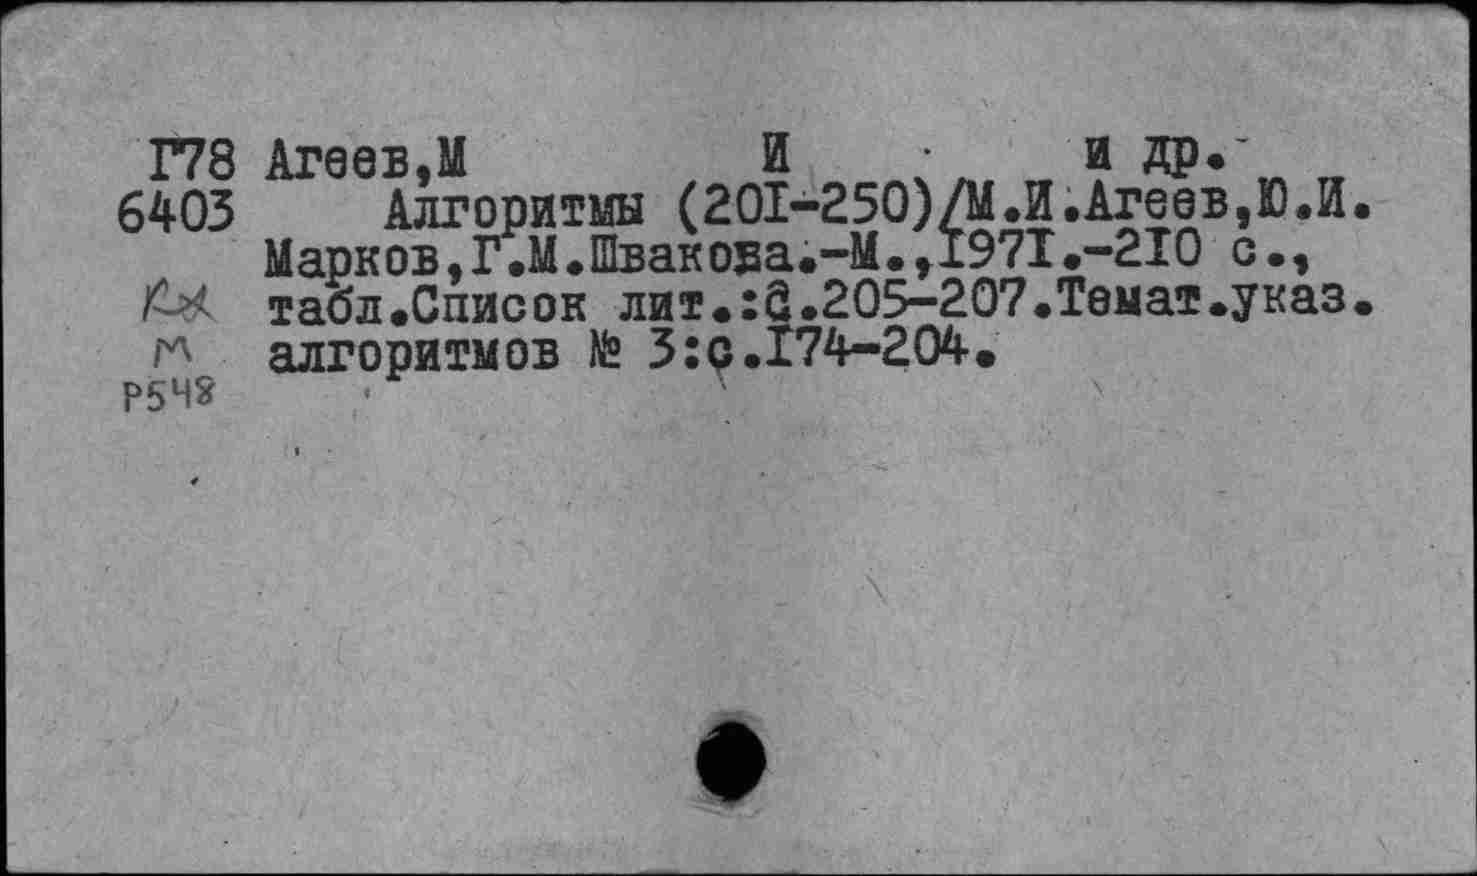 Г78 Агеев,М И и др.
6403 Алгоритмы (201-250)/М.И.Агеев,Ю.И.
Марков,Г.М.Швакова.-М.,1971.-210 с.,
табл.Список лит.:с.205-207.Темат.указ.
гл алгоритмов № 3:с.174-204.
Р548